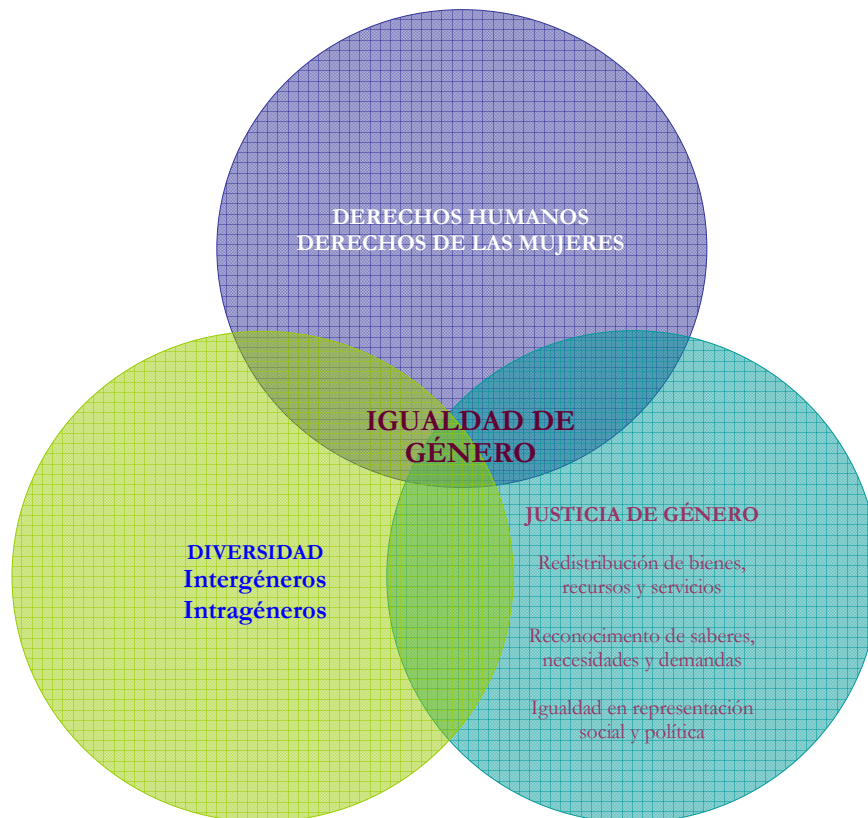 DERECHOS HUMANOS
DERECHOS DE LAS MUJERES
IGUALDAD DE
GÉNERO
DIVERSIDAD
Intergéneros
Intragéneros
JUSTICIA DE GÉNERO
Redistribución de bienes,
recursos y servicios
Reconocimento de saberes,
necesidades y demandas
Igualdad en representación
social y política